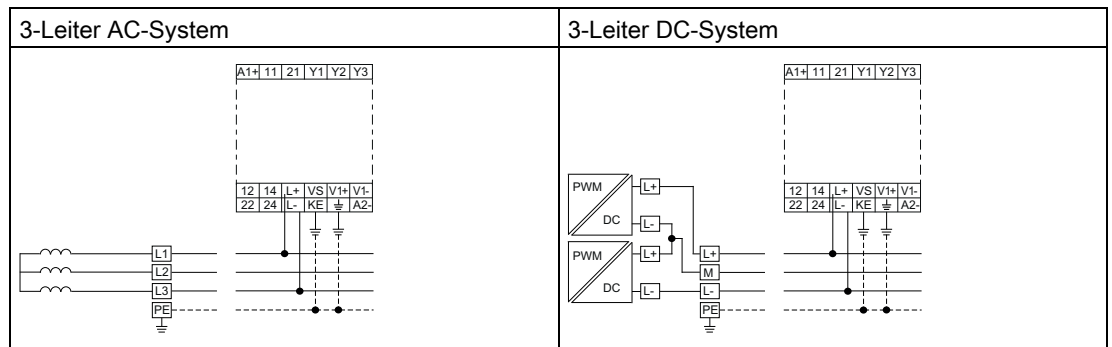 3-Leiter AC-System
A1+ 11 21 Y1 Y2 Y3
12 14 L+ VS V1+ V1-
22 24 L- KE A2-
L1
L2
L3
PE
3-Leiter DC-System
A1+ 11 21 Y1 Y2 Y3
12 14 L+ VS V1+ V1-
22 24 L- KE A2-
PWM
DC
L+
L-
PWM
DC
L+
L-
L+
M
L-
PE